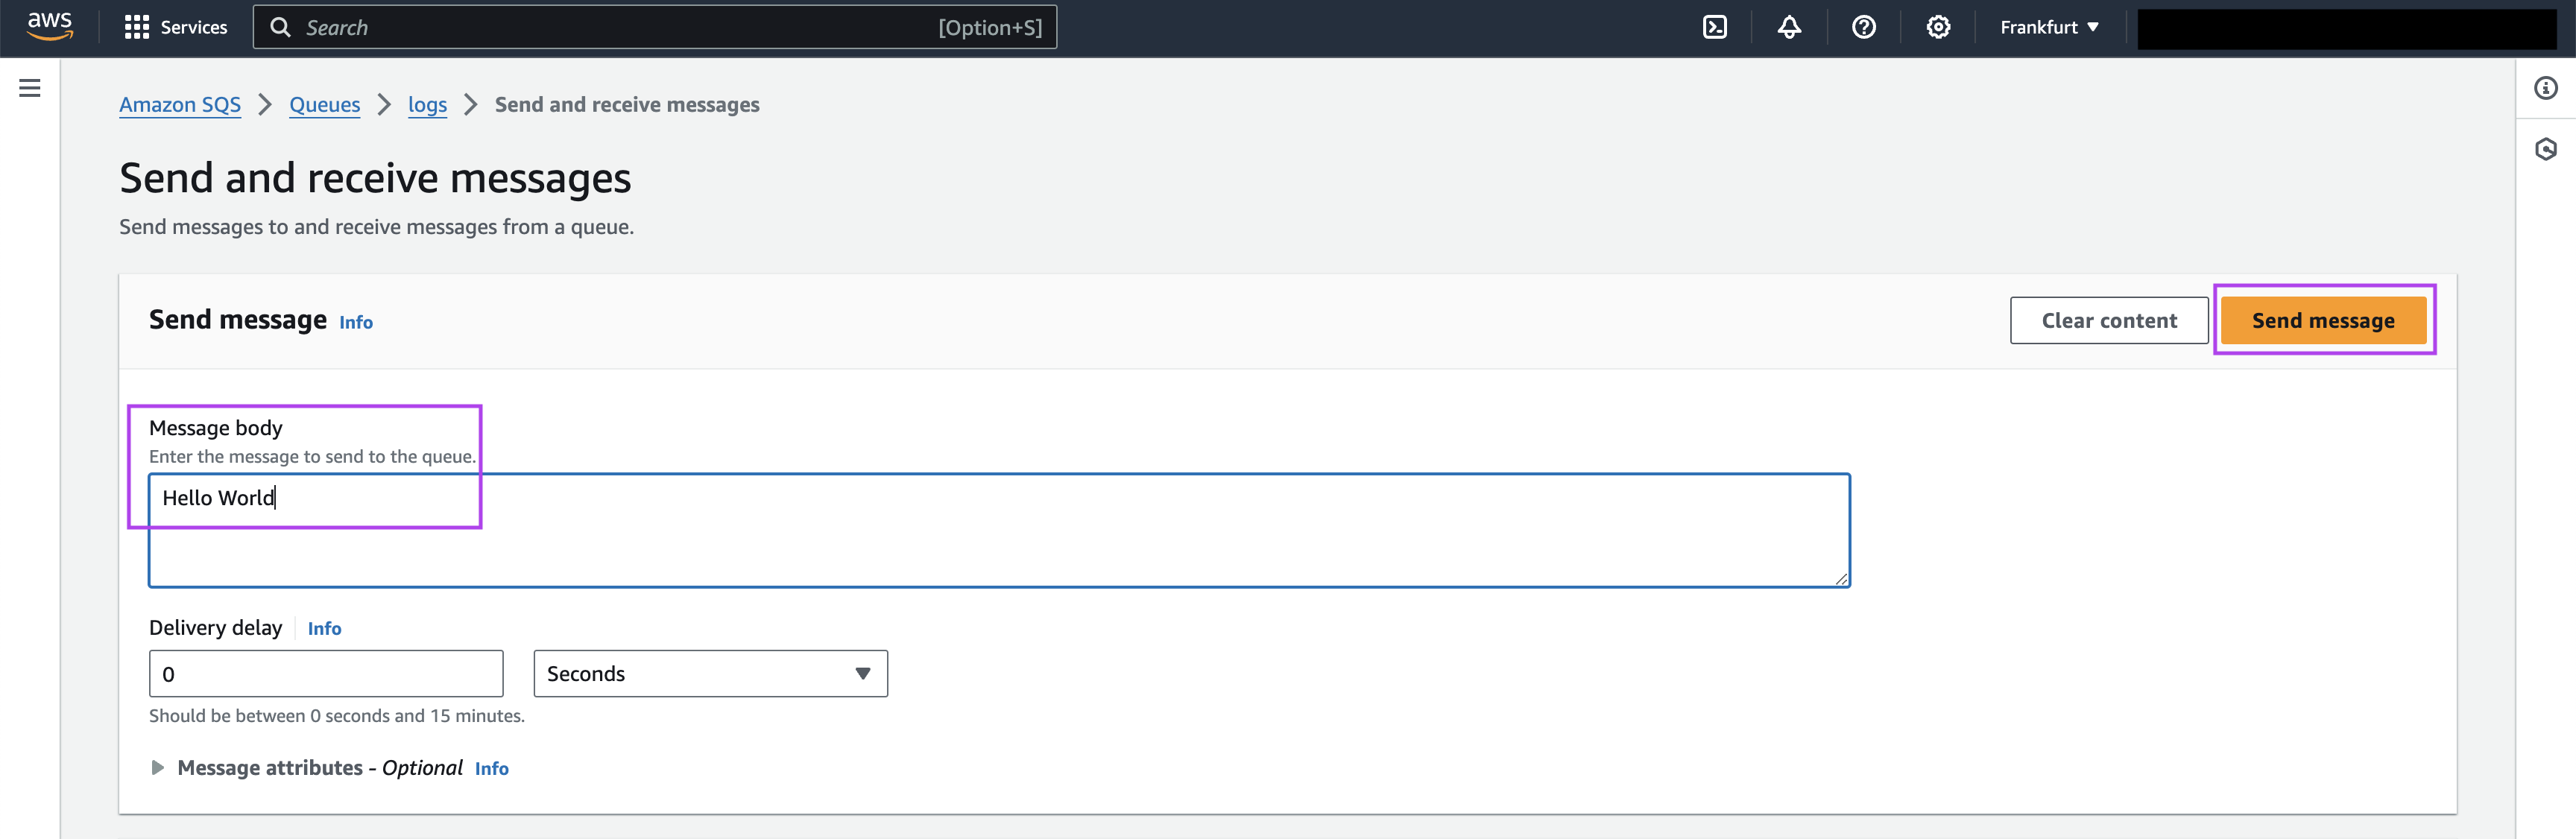 aws Services Search [Option+S] Frankfurt
Amazon SQS Queues logs Send and receive messages
Send and receive messages
Send messages to and receive messages from a queue.
Send message Info Clear content Send message
Message body
Enter the message to send to the queue.
Hello World
Delivery delay Info
0 Seconds
Should be between 0 seconds and 15 minutes.
Message attributes - Optional Info